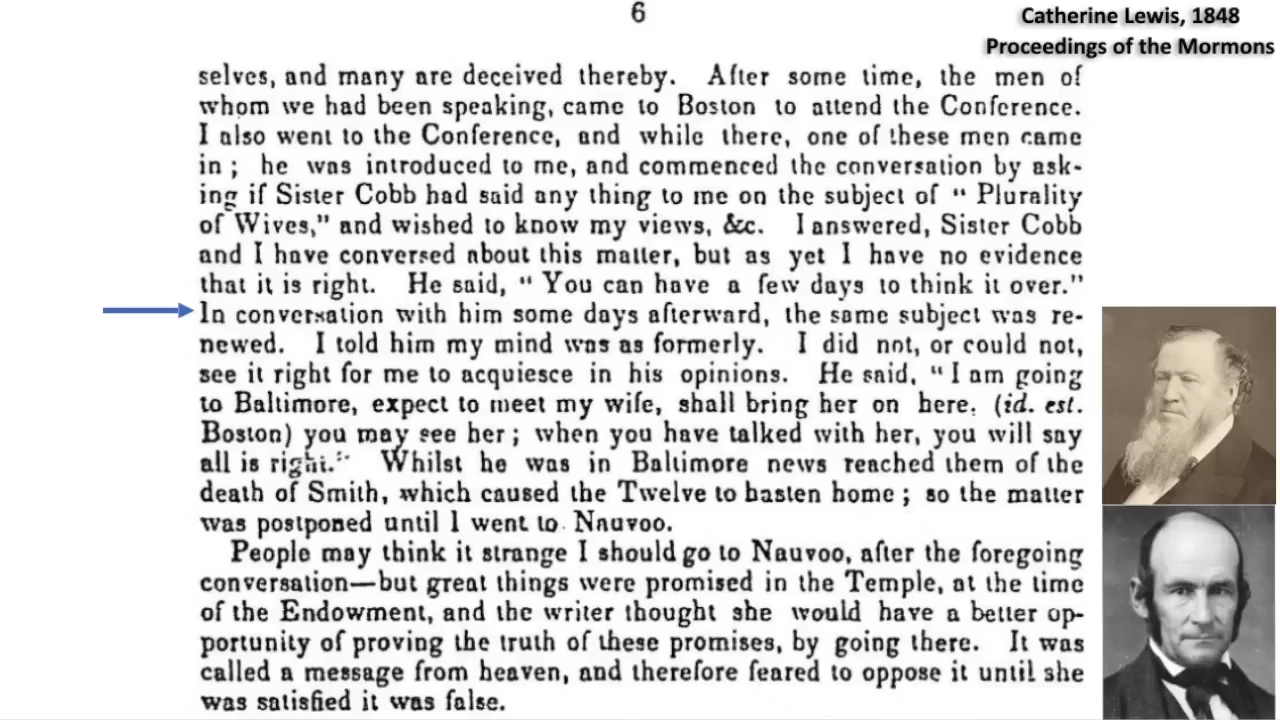 6
Catherine Lewis, 1848
Proceedings of the Mormons
selves, and many are deceived thereby. After some time, the men of
whom we had been speaking, came to Boston to attend the Conference.
I also went to the Conference, and while there, one of these men came
in ; he was introduced to me, and commenced the conversation by ask-
ing if Sister Cobb had said any thing to me on the subject of “ Plurality
of Wives,” and wished to know my views, &c. I answered, Sister Cobb
and I have conversed about this matter, but as yet I have no evidence
that it is right. He said, “ You can have a few days to think it over.”
In conversation with him some days afterward, the same subject was re-
newed. I told him my mind was as formerly. I did not, or could not,
see it right for me to acquiesce in his opinions. He said, “ I am going
to Baltimore, expect to meet my wife, shall bring her on here. (id. est.
Boston) you may see her ; when you have talked with her, you will say
all is right.” Whilst he was in Baltimore news reached them of the
death of Smith, which caused the Twelve to hasten home ; so the matter
was postponed until I went to Nauvoo.
People may think it strange I should go to Nauvoo, after the foregoing
conversation—but great things were promised in the Temple, at the time
of the Endowment, and the writer thought she would have a better op-
portunity of proving the truth of these promises, by going there. It was
called a message from heaven, and therefore feared to oppose it until she
was satisfied it was false.